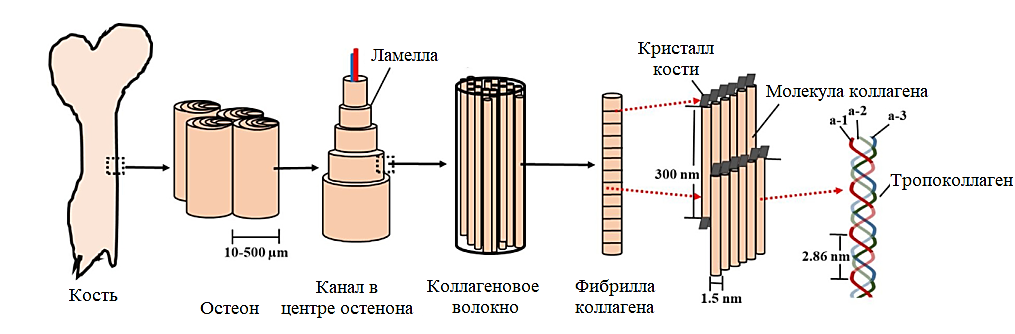 Ламелла
Кристалл
кости
Молекула коллагена
a-1
a-2
a-3
300 nm
Тропоколлаген
10-500 µm
2.86 nm
1.5 nm
Кость
Остеон
Канал в
центре остенона
Коллагеновое
волокно
Фибрилла
коллагена